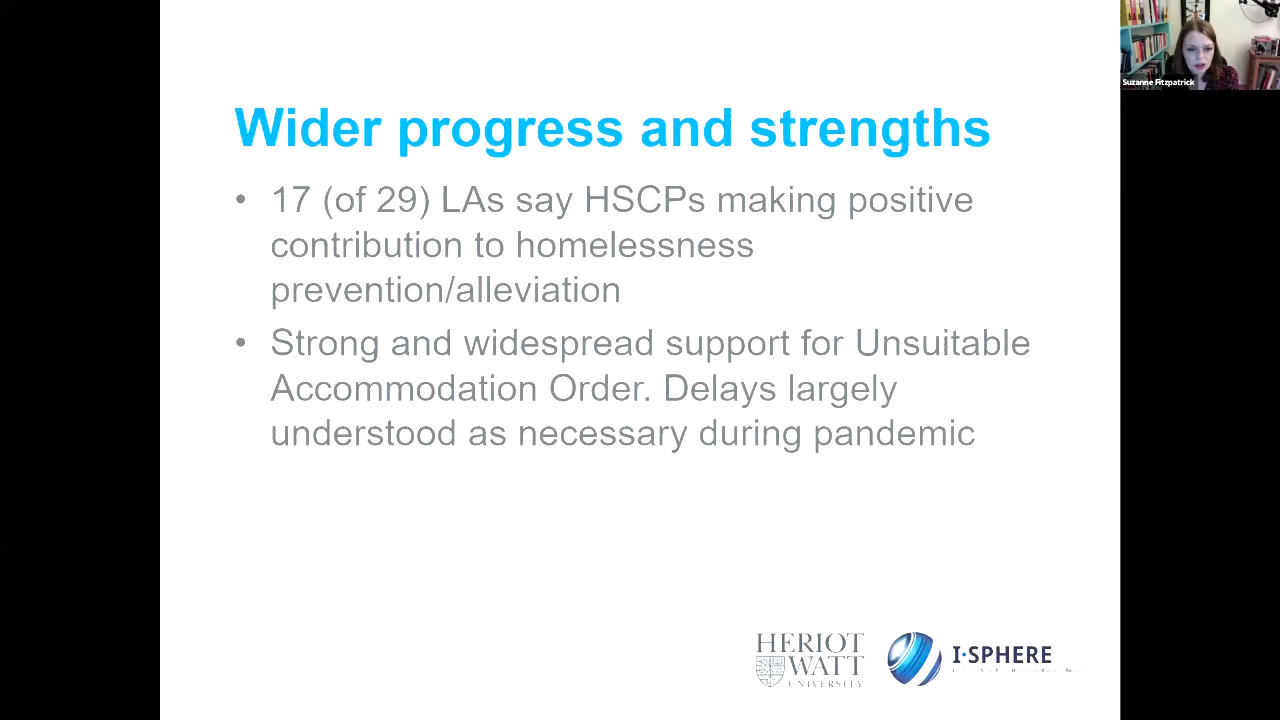 Suzanne Fitzpatrick
Wider progress and strengths
• 17 (of 29) LAs say HSCPs making positive
contribution to homelessness
prevention/alleviation
• Strong and widespread support for Unsuitable
Accommodation Order. Delays largely
understood as necessary during pandemic
HERIOT
WATT
UNIVERSITY
I·SPHERE